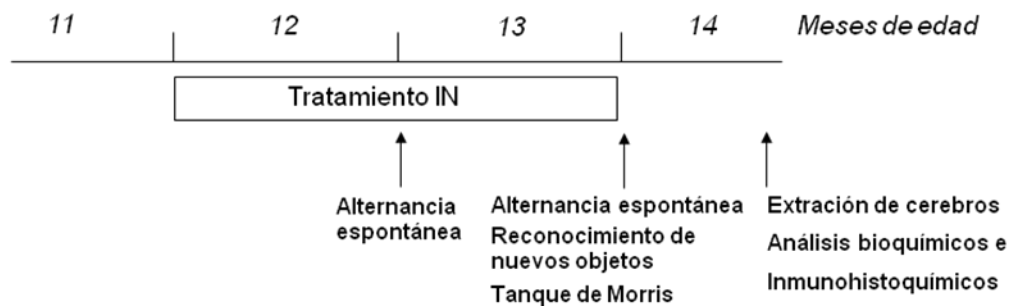 11 12 13 14 Meses de edad
Tratamiento IN
Alternancia
espontánea
Alternancia espontánea
Reconocimiento de
nuevos objetos
Tanque de Morris
Extración de cerebros
Análisis bioquímicos e
Inmunohistoquímicos